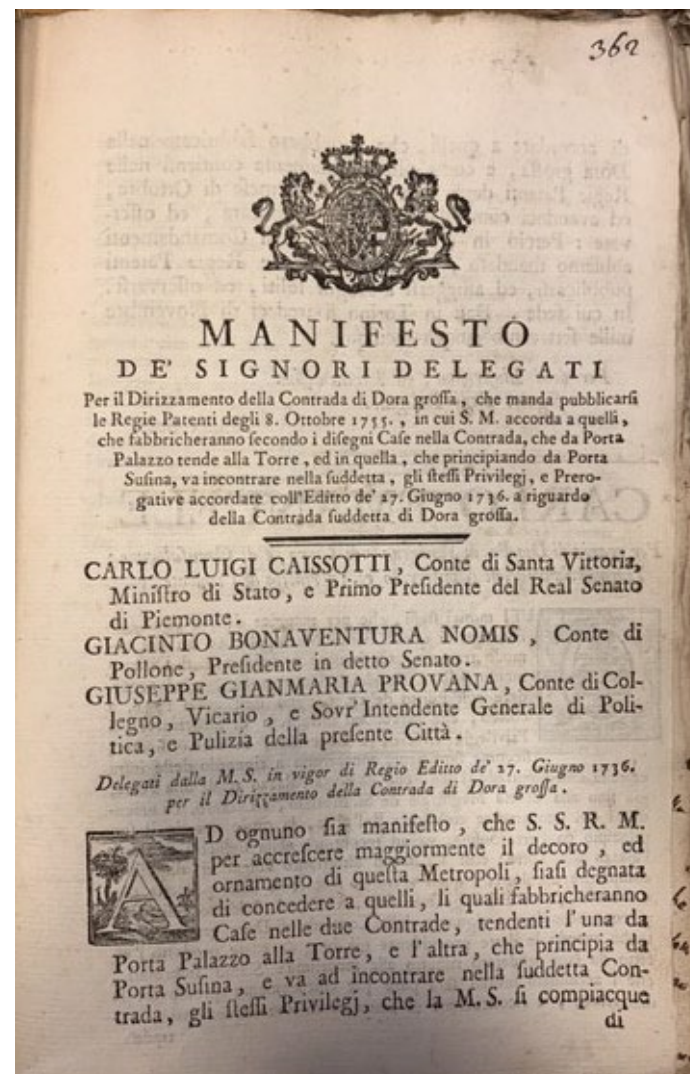 362
MANIFESTO
DE' SIGNORI DELEGATI
Per il Dirizzamento della Contrada di Dora groſſa, che manda pubblicarſi
le Regie Patenti degli 8. Ottobre 1755., in cui S. M. accorda a quelli,
che fabbricheranno ſecondo i diſegni Caſe nella Contrada, che da Porta
Palazzo tende alla Torre, ed in quella, che principiando da Porta
Suſina, va incontrare nella ſuddetta, gli ſteſſi Privilegj, e Prero-
gative accordate coll'Editto de' 27. Giugno 1736. a riguardo
della Contrada ſuddetta di Dora groſſa.
CARLO LUIGI CAISSOTTI, Conte di Santa Vittoria,
Miniſtro di Stato, e Primo Preſidente del Real Senato
di Piemonte.
GIACINTO BONAVENTURA NOMIS, Conte di
Pollone, Preſidente in detto Senato.
GIUSEPPE GIANMARIA PROVANA, Conte di Col-
legno, Vicario, e Sovr'Intendente Generale di Poli-
tica, e Pulizia della preſente Città.
Delegati dalla M. S. in vigor di Regio Editto de' 27. Giugno 1736.
per il Dirizzamento della Contrada di Dora groſſa.
AD ognuno ſia manifeſto, che S. S. R. M.
per accreſcere maggiormente il decoro, ed
ornamento di queſta Metropoli, ſiaſi degnata
di concedere a quelli, li quali fabbricheranno
Caſe nelle due Contrade, tendenti l'una da
Porta Palazzo alla Torre, e l'altra, che principia da
Porta Suſina, e va ad incontrare nella ſuddetta Con-
trada, gli ſteſſi Privilegj, che la M. S. ſi compiacque
di